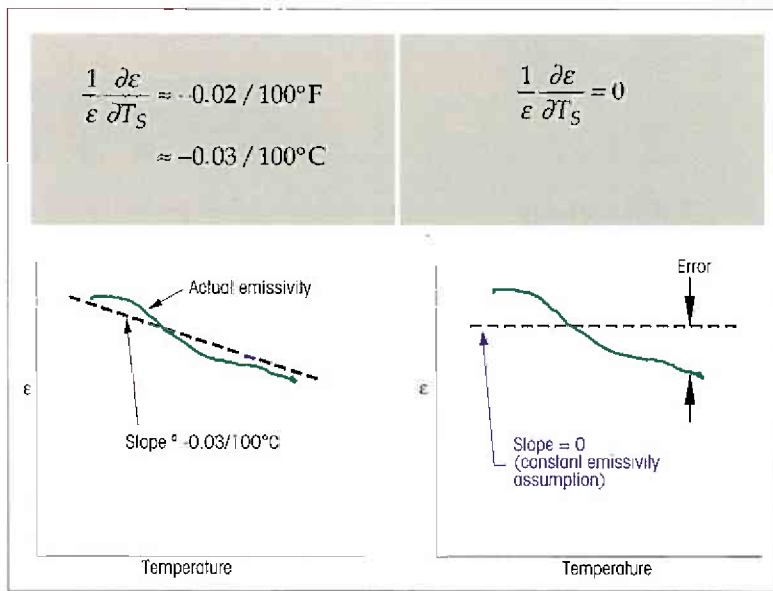 1/ε ∂ε/∂T_S ≈ -0.02 / 100°F
≈ -0.03 / 100°C
1/ε ∂ε/∂T_S = 0
Actual emissivity
ε
Slope ª -0.03/100°C
Temperature
Error
ε
Slope = 0
(constant emissivity
assumption)
Temperature